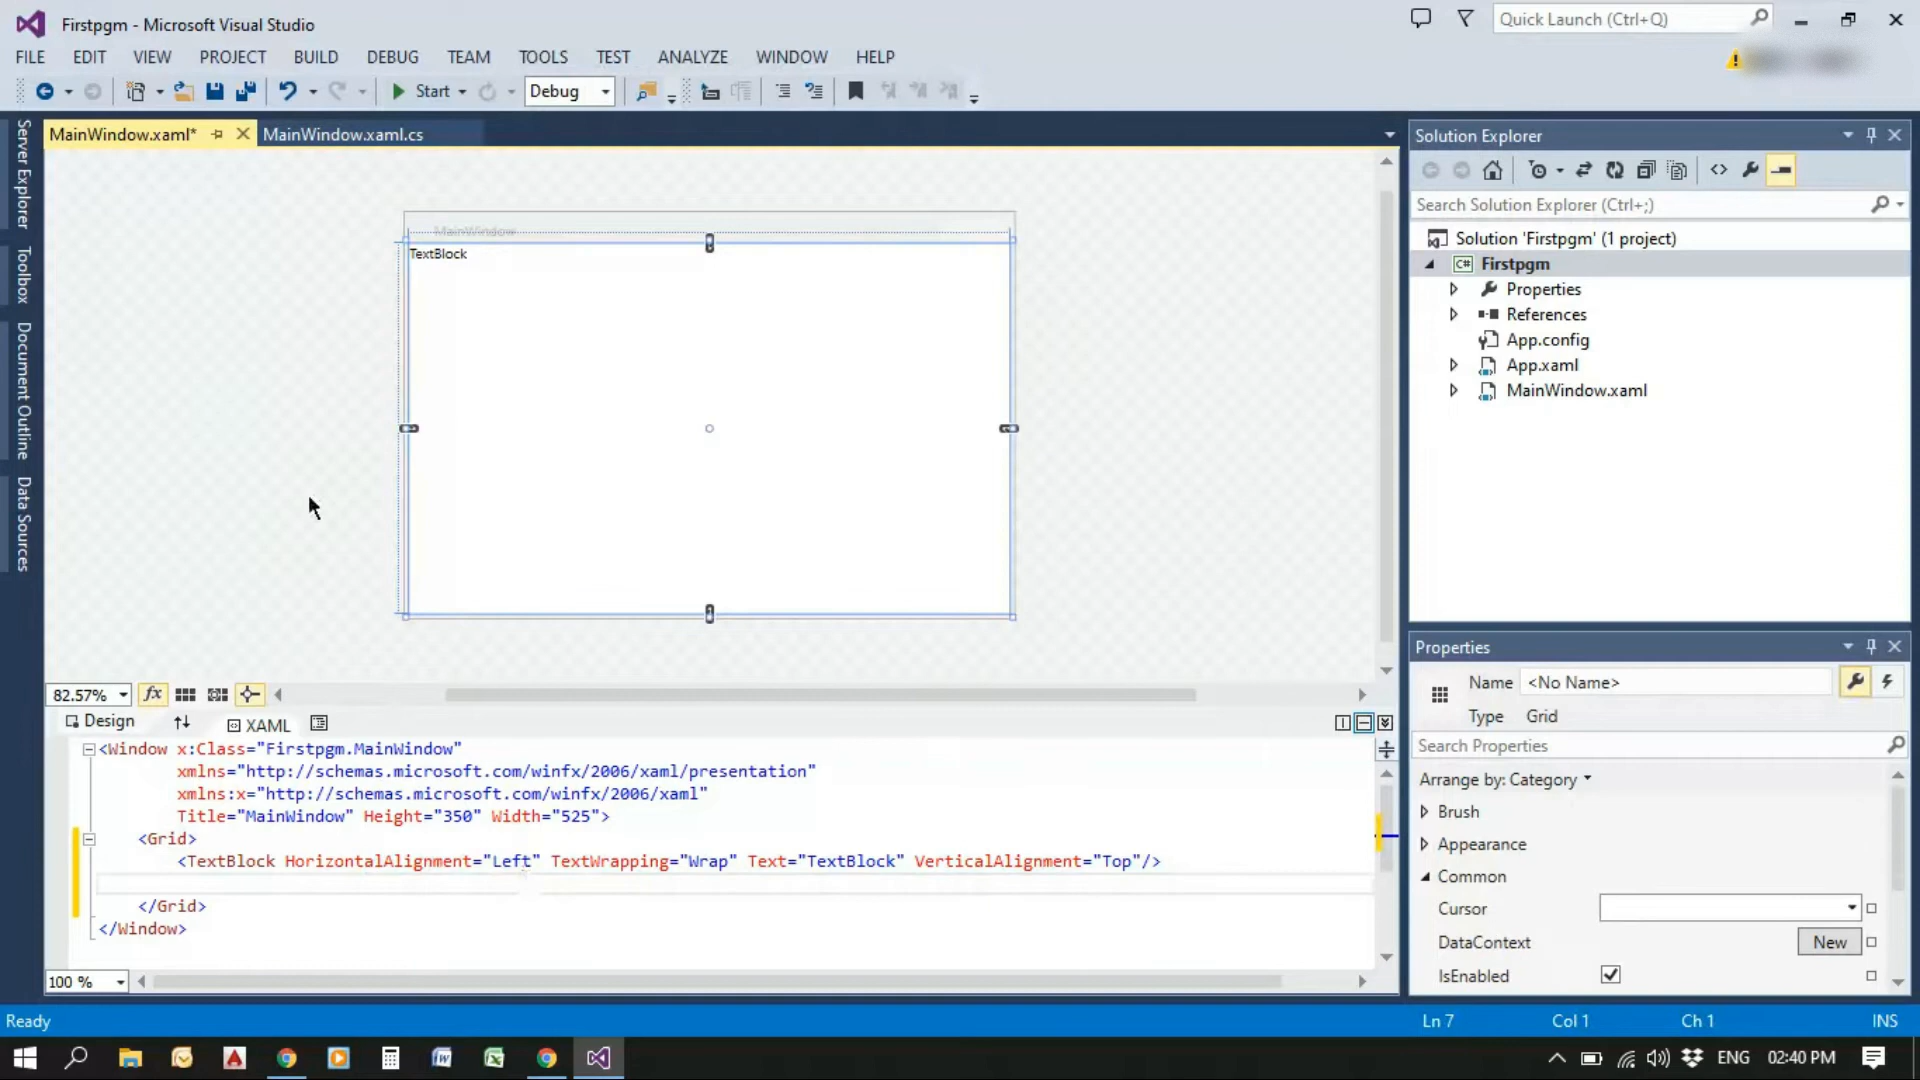 Firstpgm - Microsoft Visual Studio
Quick Launch (Ctrl+Q)
FILE EDIT VIEW PROJECT BUILD DEBUG TEAM TOOLS TEST ANALYZE WINDOW HELP
Start Debug
Server Explorer
Toolbox
Document Outline
Data Sources
MainWindow.xaml* MainWindow.xaml.cs
MainWindow
TextBlock
82.57% fx
Design XAML
<Window x:Class="Firstpgm.MainWindow"
xmlns="http://schemas.microsoft.com/winfx/2006/xaml/presentation"
xmlns:x="http://schemas.microsoft.com/winfx/2006/xaml"
Title="MainWindow" Height="350" Width="525">
<Grid>
<TextBlock HorizontalAlignment="Left" TextWrapping="Wrap" Text="TextBlock" VerticalAlignment="Top"/>
</Grid>
</Window>
100 %
Solution Explorer
Search Solution Explorer (Ctrl+;)
Solution 'Firstpgm' (1 project)
C# Firstpgm
Properties
References
App.config
App.xaml
MainWindow.xaml
Properties
Name <No Name>
Type Grid
Search Properties
Arrange by: Category
Brush
Appearance
Common
Cursor
DataContext New
IsEnabled
Ready Ln 7 Col 1 Ch 1 INS
ENG 02:40 PM